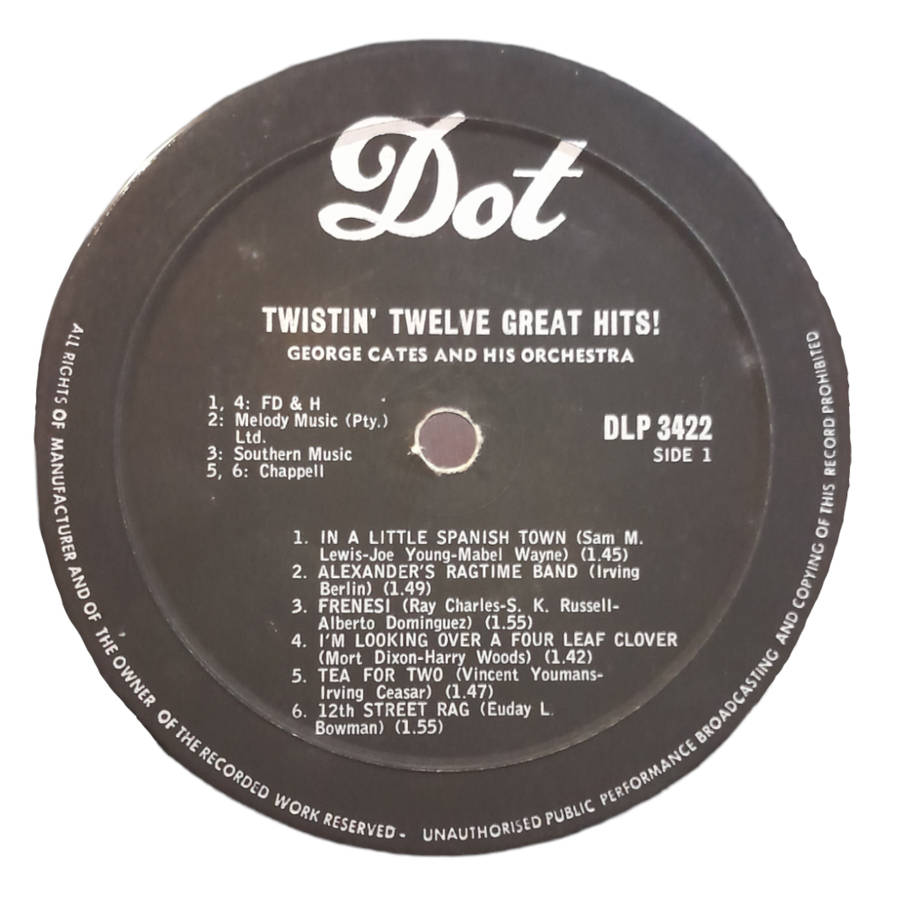 Dot
TWISTIN' TWELVE GREAT HITS!
GEORGE CATES AND HIS ORCHESTRA
1, 4: FD & H
2: Melody Music (Pty.)
Ltd.
3: Southern Music
5, 6: Chappell
DLP 3422
SIDE 1
1. IN A LITTLE SPANISH TOWN (Sam M.
Lewis-Joe Young-Mabel Wayne) (1.45)
2. ALEXANDER'S RAGTIME BAND (Irving
Berlin) (1.49)
3. FRENESI (Ray Charles-S. K. Russell-
Alberto Dominguez) (1.55)
4. I'M LOOKING OVER A FOUR LEAF CLOVER
(Mort Dixon-Harry Woods) (1.42)
5. TEA FOR TWO (Vincent Youmans-
Irving Ceasar) (1.47)
6. 12th STREET RAG (Euday L.
Bowman) (1.55)
ALL RIGHTS OF MANUFACTURER AND OF THE OWNER OF THE RECORDED WORK RESERVED - UNAUTHORISED PUBLIC PERFORMANCE BROADCASTING AND COPYING OF THIS RECORD PROHIBITED